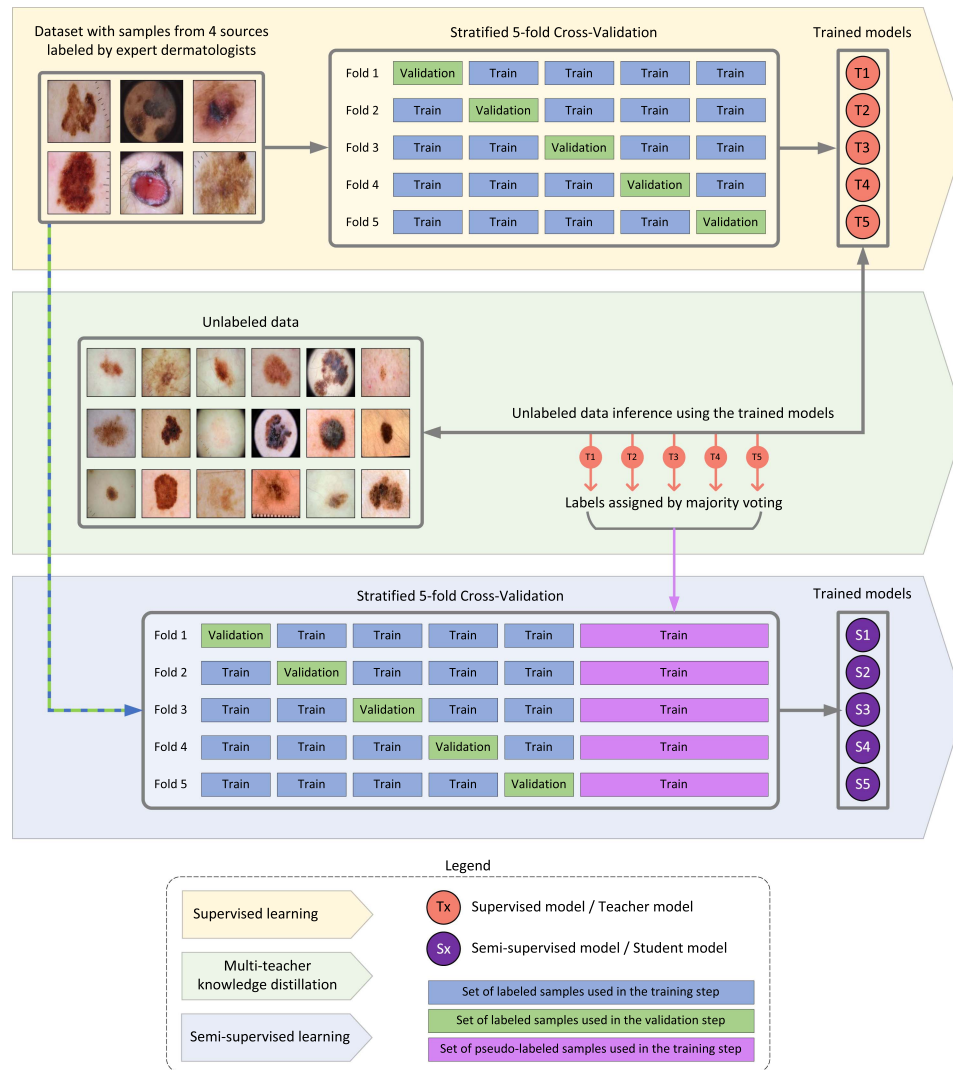 Dataset with samples from 4 sources
labeled by expert dermatologists
Stratified 5-fold Cross-Validation
Fold 1 Validation Train Train Train Train
Fold 2 Train Validation Train Train Train
Fold 3 Train Train Validation Train Train
Fold 4 Train Train Train Validation Train
Fold 5 Train Train Train Train Validation
Trained models
T1
T2
T3
T4
T5
Unlabeled data
Unlabeled data inference using the trained models
T1 T2 T3 T4 T5
Labels assigned by majority voting
Stratified 5-fold Cross-Validation
Fold 1 Validation Train Train Train Train Train
Fold 2 Train Validation Train Train Train Train
Fold 3 Train Train Validation Train Train Train
Fold 4 Train Train Train Validation Train Train
Fold 5 Train Train Train Train Validation Train
Trained models
S1
S2
S3
S4
S5
Legend
Supervised learning
Multi-teacher
knowledge distillation
Semi-supervised learning
Tx Supervised model / Teacher model
Sx Semi-supervised model / Student model
Set of labeled samples used in the training step
Set of labeled samples used in the validation step
Set of pseudo-labeled samples used in the training step